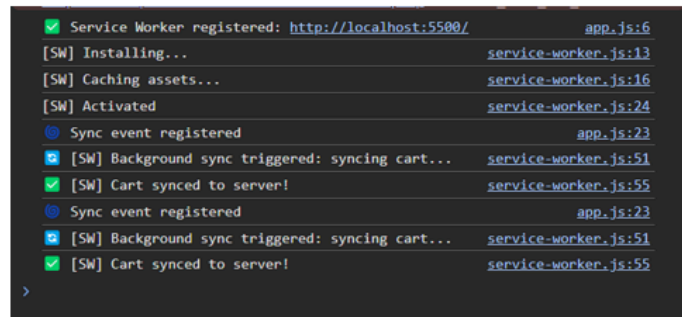 ✅ Service Worker registered: http://localhost:5500/ app.js:6
[SW] Installing... service-worker.js:13
[SW] Caching assets... service-worker.js:16
[SW] Activated service-worker.js:24
🌀 Sync event registered app.js:23
🔄 [SW] Background sync triggered: syncing cart... service-worker.js:51
✅ [SW] Cart synced to server! service-worker.js:55
🌀 Sync event registered app.js:23
🔄 [SW] Background sync triggered: syncing cart... service-worker.js:51
✅ [SW] Cart synced to server! service-worker.js:55
>